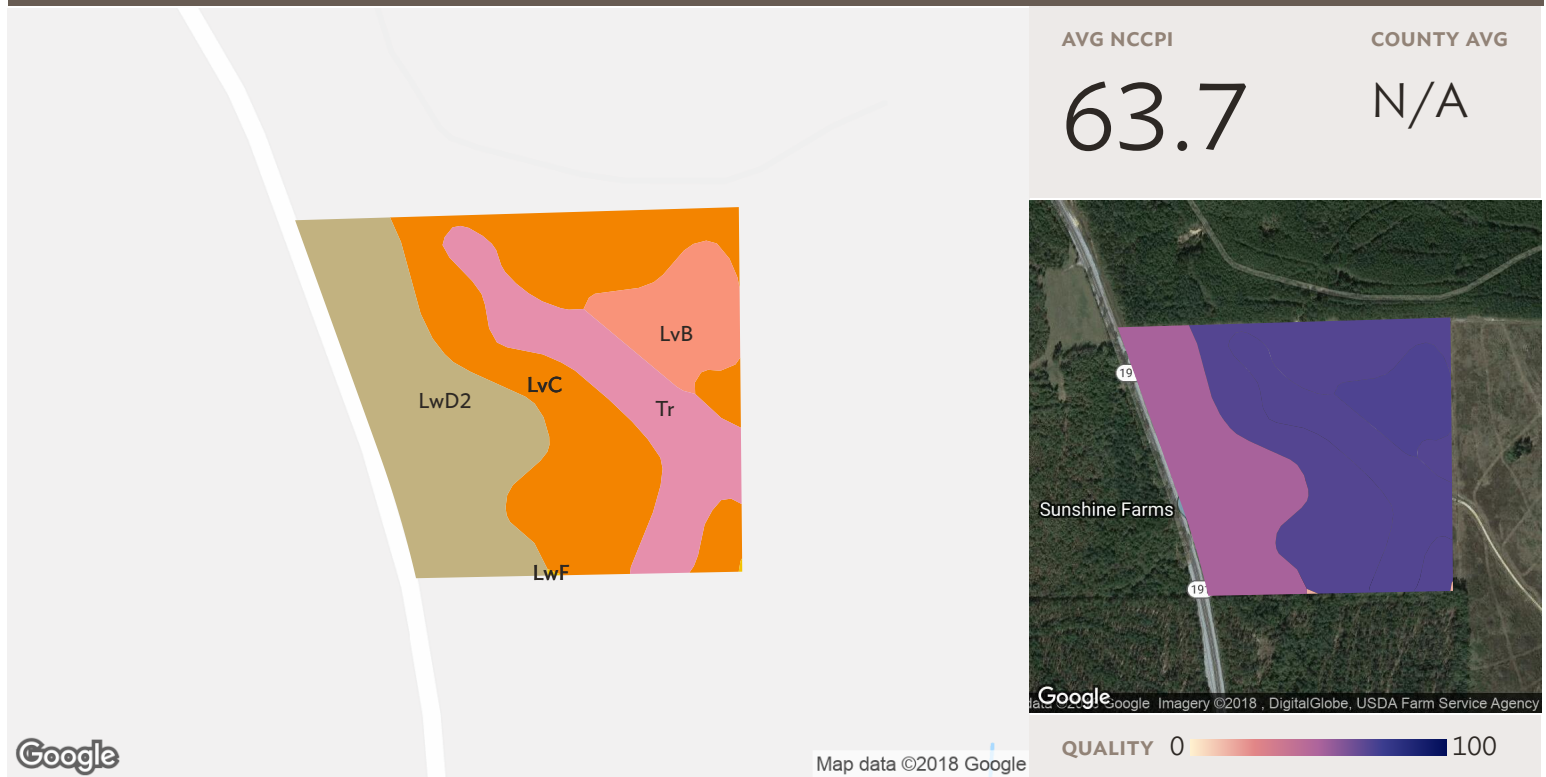 AVG NCCPI
COUNTY AVG
63.7
N/A
LvB
LvC
LwD2
Tr
LwF
Google
Map data ©2018 Google
19
Sunshine Farms
19
Google
Google Imagery ©2018 , DigitalGlobe, USDA Farm Service Agency
QUALITY 0 100